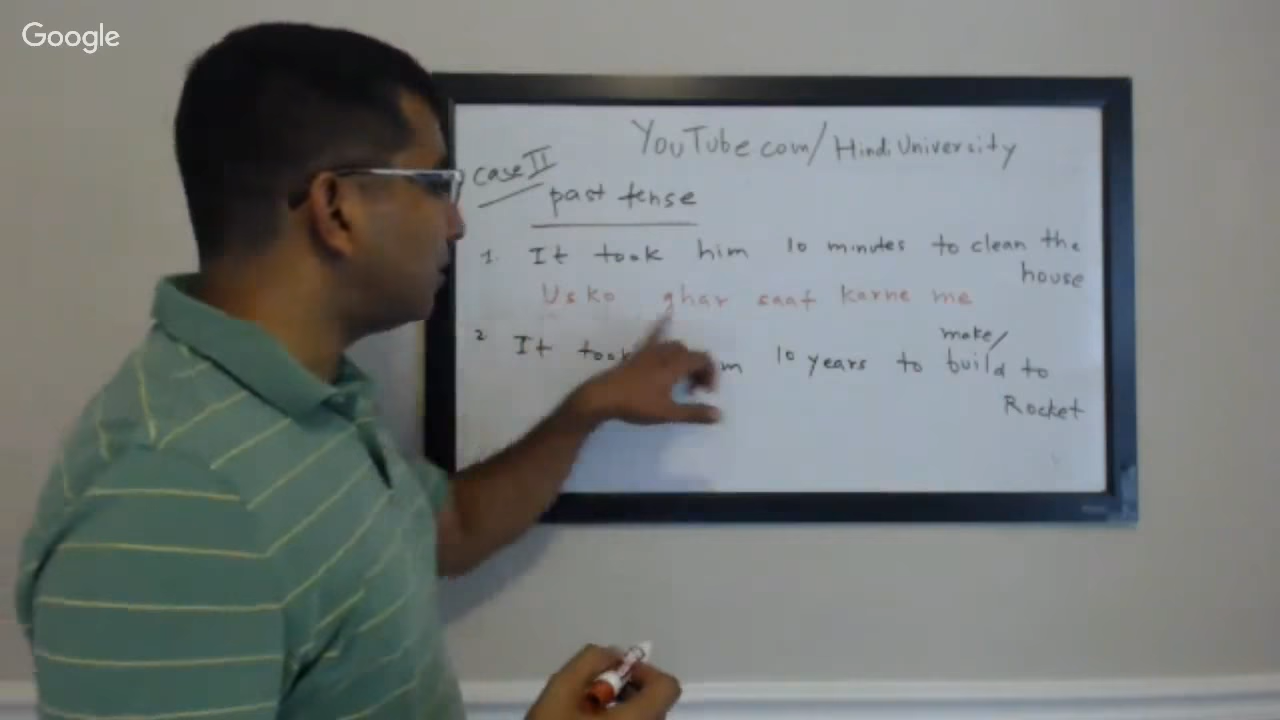 Google
YouTube.com/HindiUniversity
Case II
past tense
1. It took him 10 minutes to clean the
house
Usko ghar saaf karne me
make/
2 It took 10 years to build to
Rocket